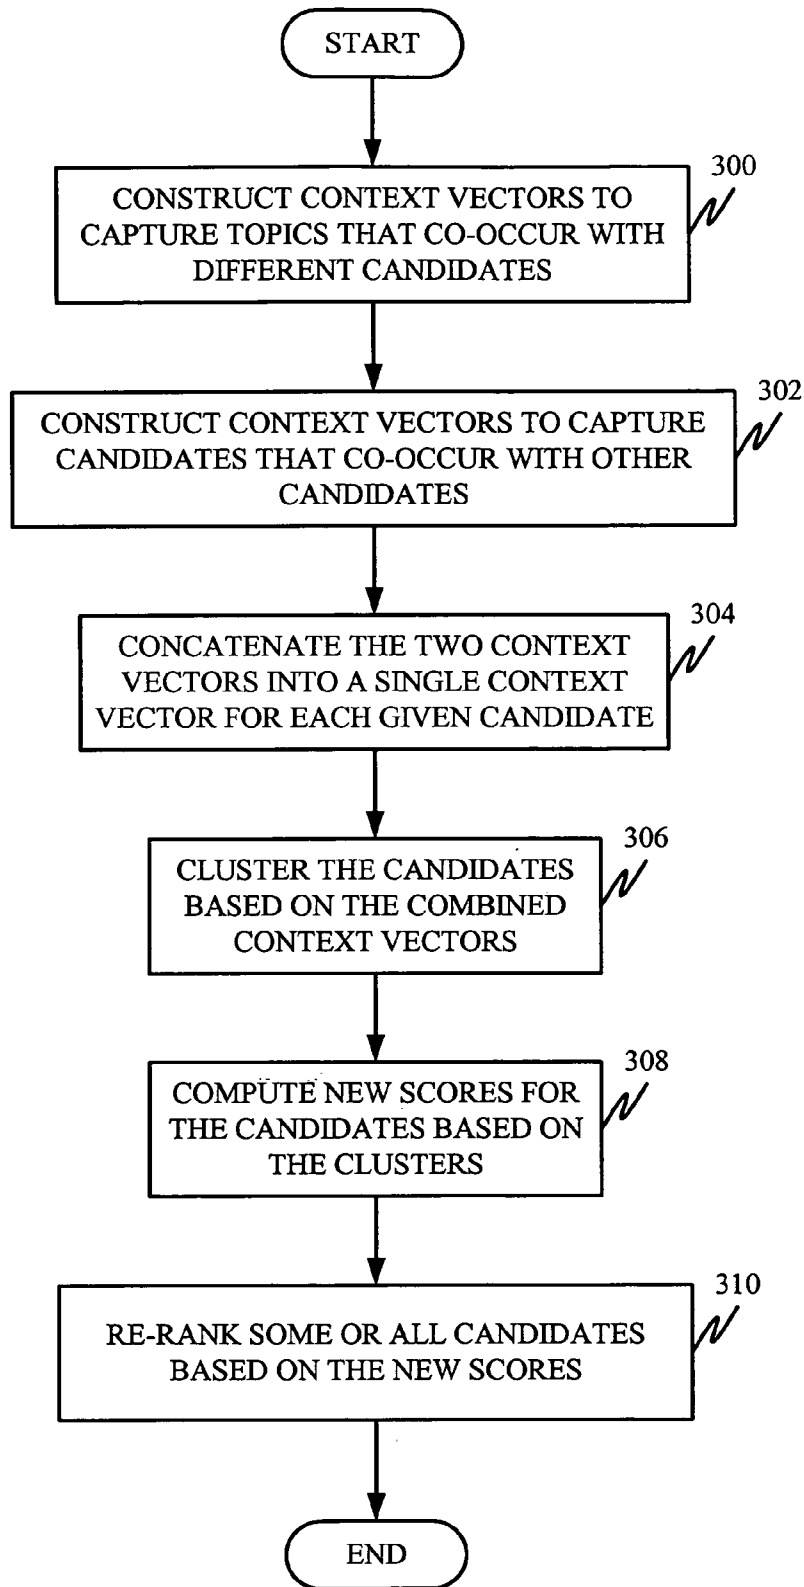 START
300
CONSTRUCT CONTEXT VECTORS TO
CAPTURE TOPICS THAT CO-OCCUR WITH
DIFFERENT CANDIDATES
302
CONSTRUCT CONTEXT VECTORS TO CAPTURE
CANDIDATES THAT CO-OCCUR WITH OTHER
CANDIDATES
304
CONCATENATE THE TWO CONTEXT
VECTORS INTO A SINGLE CONTEXT
VECTOR FOR EACH GIVEN CANDIDATE
306
CLUSTER THE CANDIDATES
BASED ON THE COMBINED
CONTEXT VECTORS
308
COMPUTE NEW SCORES FOR
THE CANDIDATES BASED ON
THE CLUSTERS
310
RE-RANK SOME OR ALL CANDIDATES
BASED ON THE NEW SCORES
END